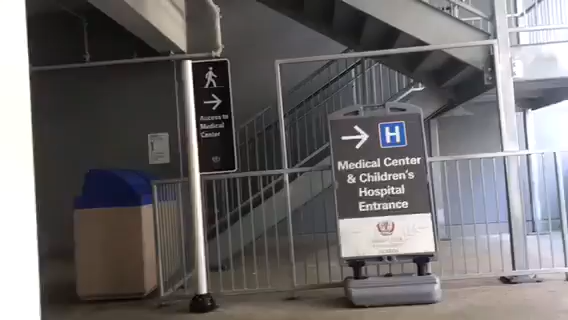 Access to
Medical
Center
H
Medical Center
& Children's
Hospital
Entrance